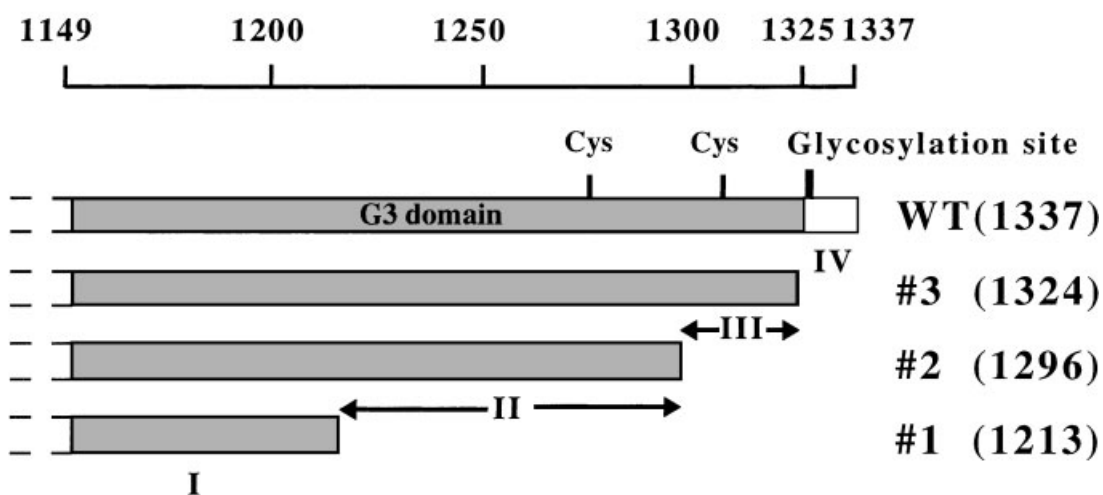 1149 1200 1250 1300 1325 1337
Cys Cys Glycosylation site
G3 domain WT(1337)
IV
#3 (1324)
III
#2 (1296)
II
#1 (1213)
I